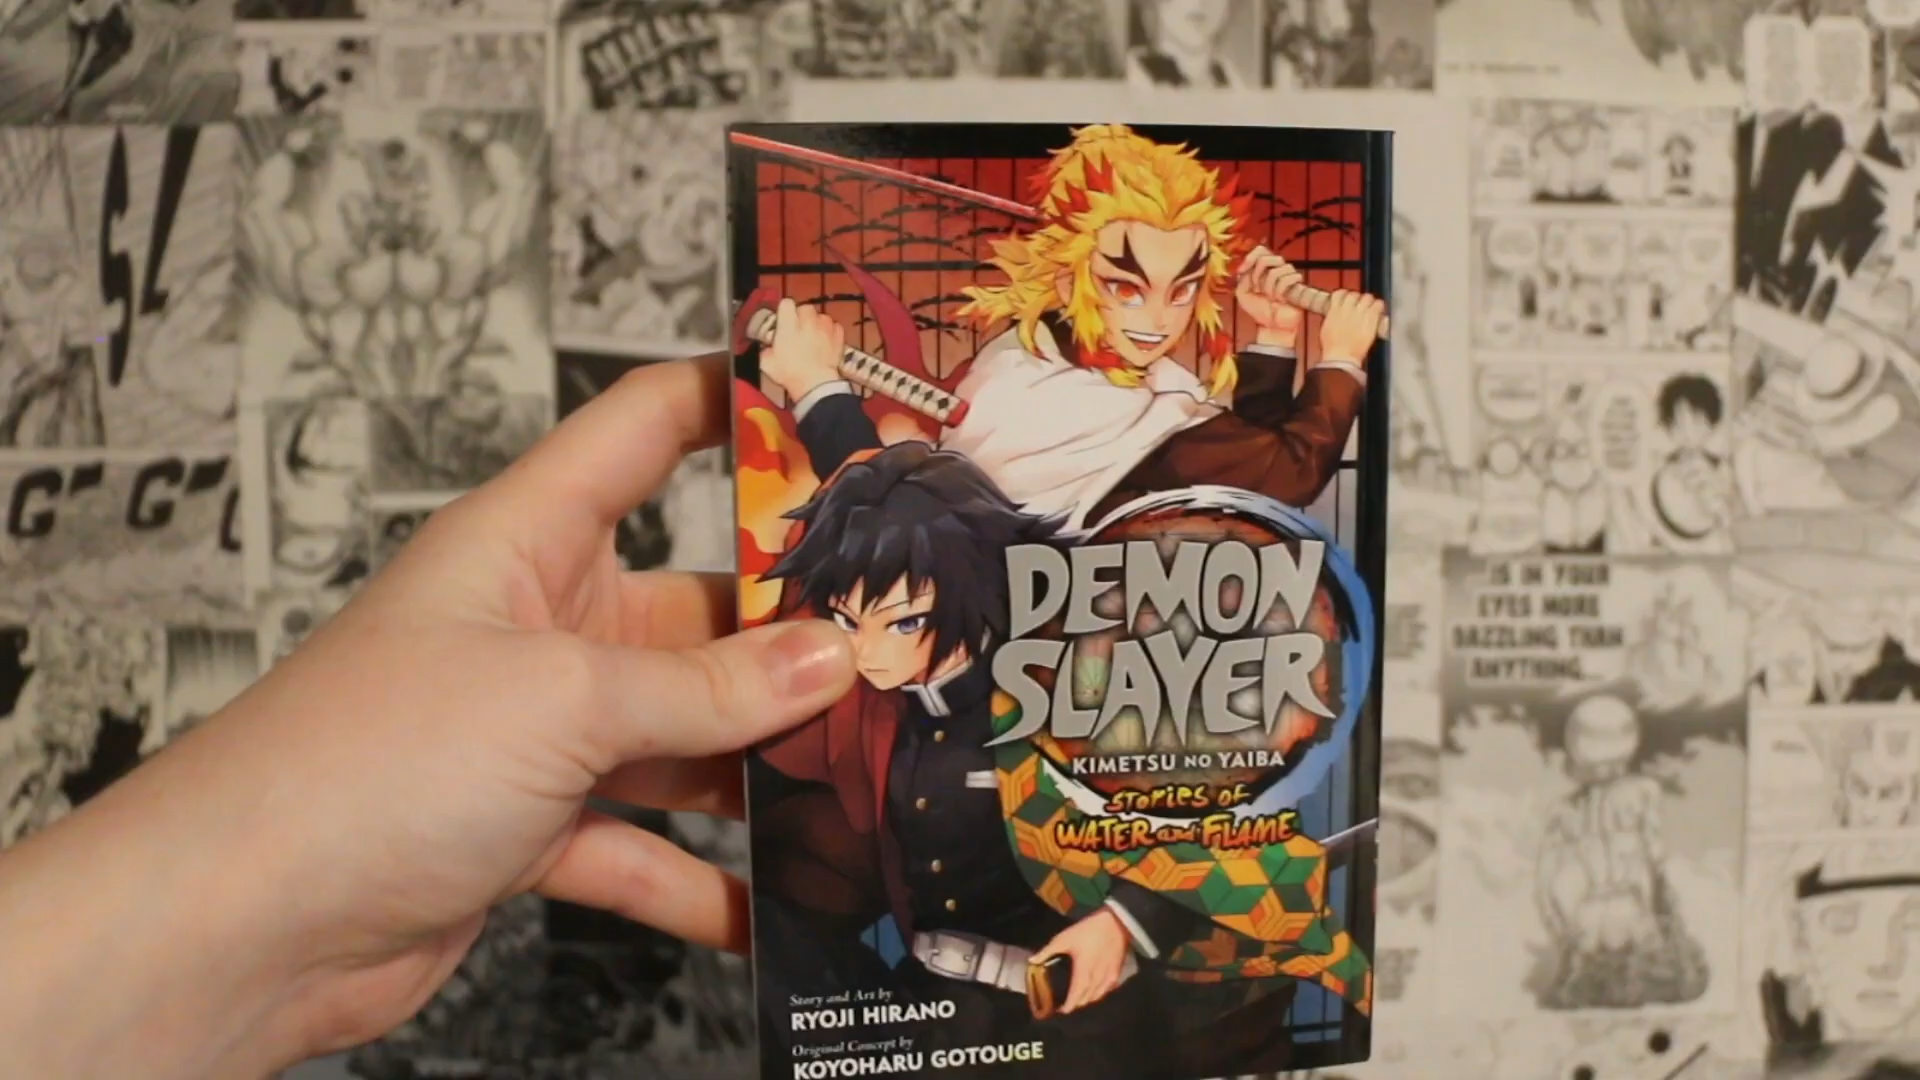 DEMON
SLAYER
KIMETSU NO YAIBA
STORIES OF
WATER and FLAME
Story and Art by
RYOJI HIRANO
Original Concept by
KOYOHARU GOTOUGE
...IS IN YOUR
EYES MORE
DAZZLING THAN
ANYTHING...